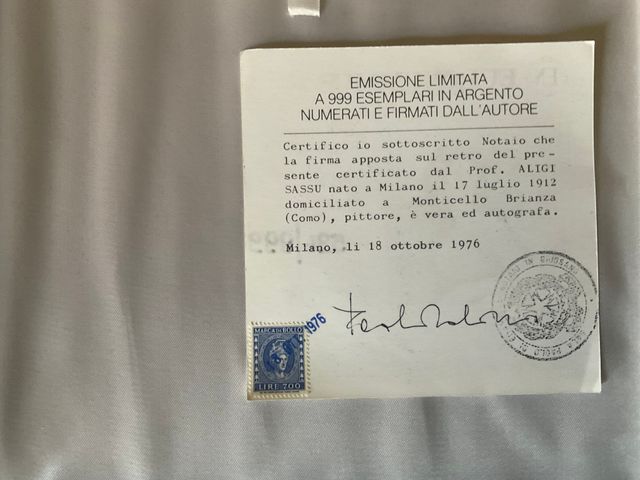 EMISSIONE LIMITATA
A 999 ESEMPLARI IN ARGENTO
NUMERATI E FIRMATI DALL'AUTORE
Certifico io sottoscritto Notaio che
la firma apposta sul retro del pre-
sente certificato dal Prof. ALIGI
SASSU nato a Milano il 17 luglio 1912
domiciliato a Monticello Brianza
(Como), pittore, è vera ed autografa.
Milano, li 18 ottobre 1976
1976
MARCA DA BOLLO
LIRE 700